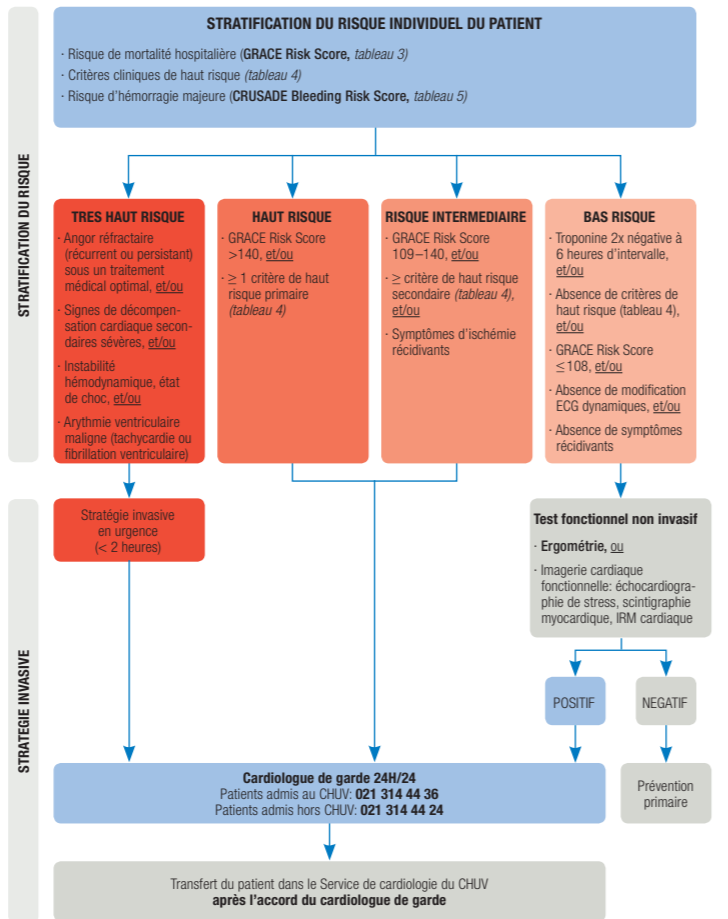 STRATIFICATION DU RISQUE INDIVIDUEL DU PATIENT
· Risque de mortalité hospitalière (GRACE Risk Score, tableau 3)
· Critères cliniques de haut risque (tableau 4)
· Risque d'hémorragie majeure (CRUSADE Bleeding Risk Score, tableau 5)
STRATIFICATION DU RISQUE
TRES HAUT RISQUE
· Angor réfractaire
(récurrent ou persistant)
sous un traitement
médical optimal, et/ou
· Signes de décompen-
sation cardiaque secon-
daires sévères, et/ou
· Instabilité
hémodynamique, état
de choc, et/ou
· Arythmie ventriculaire
maligne (tachycardie ou
fibrillation ventriculaire)
HAUT RISQUE
· GRACE Risk Score
>140, et/ou
· ≥ 1 critère de haut
risque primaire
(tableau 4)
RISQUE INTERMEDIAIRE
· GRACE Risk Score
109–140, et/ou
· ≥ critère de haut risque
secondaire (tableau 4),
et/ou
· Symptômes d'ischémie
récidivants
BAS RISQUE
· Troponine 2x négative à
6 heures d'intervalle,
et/ou
· Absence de critères de
haut risque (tableau 4),
et/ou
· GRACE Risk Score
≤108, et/ou
· Absence de modification
ECG dynamiques, et/ou
· Absence de symptômes
récidivants
STRATEGIE INVASIVE
Stratégie invasive
en urgence
(< 2 heures)
Test fonctionnel non invasif
· Ergométrie, ou
· Imagerie cardiaque
fonctionnelle: échocardiogra-
phie de stress, scintigraphie
myocardique, IRM cardiaque
POSITIF
NEGATIF
Cardiologue de garde 24H/24
Patients admis au CHUV: 021 314 44 36
Patients admis hors CHUV: 021 314 44 24
Prévention
primaire
Transfert du patient dans le Service de cardiologie du CHUV
après l'accord du cardiologue de garde